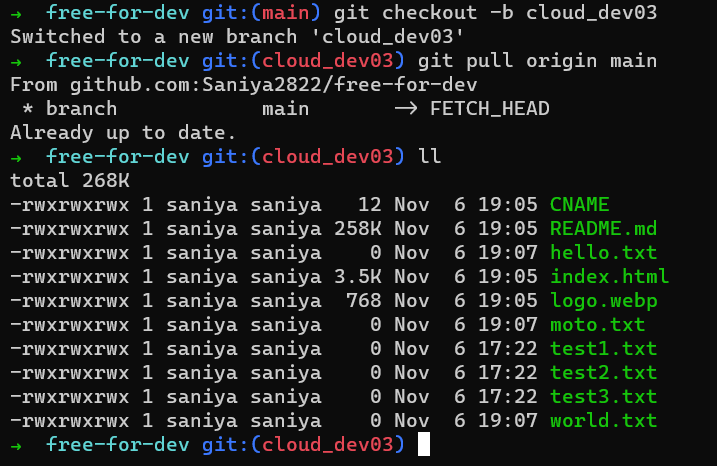 →  free-for-dev git:(main) git checkout -b cloud_dev03
Switched to a new branch 'cloud_dev03'
→  free-for-dev git:(cloud_dev03) git pull origin main
From github.com:Saniya2822/free-for-dev
 * branch            main       -> FETCH_HEAD
Already up to date.
→  free-for-dev git:(cloud_dev03) ll
total 268K
-rwxrwxrwx 1 saniya saniya   12 Nov  6 19:05 CNAME
-rwxrwxrwx 1 saniya saniya 258K Nov  6 19:05 README.md
-rwxrwxrwx 1 saniya saniya    0 Nov  6 19:07 hello.txt
-rwxrwxrwx 1 saniya saniya 3.5K Nov  6 19:05 index.html
-rwxrwxrwx 1 saniya saniya  768 Nov  6 19:05 logo.webp
-rwxrwxrwx 1 saniya saniya    0 Nov  6 19:07 moto.txt
-rwxrwxrwx 1 saniya saniya    0 Nov  6 17:22 test1.txt
-rwxrwxrwx 1 saniya saniya    0 Nov  6 17:22 test2.txt
-rwxrwxrwx 1 saniya saniya    0 Nov  6 17:22 test3.txt
-rwxrwxrwx 1 saniya saniya    0 Nov  6 19:07 world.txt
→  free-for-dev git:(cloud_dev03)